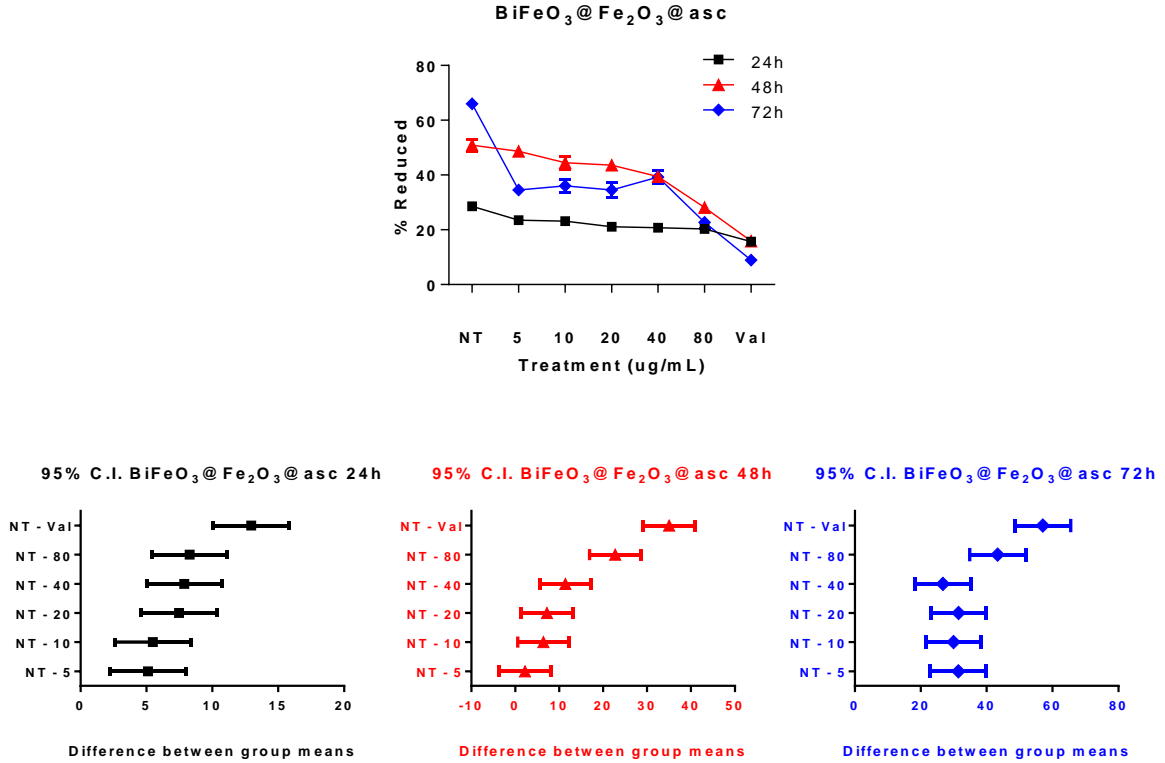 BiFeO₃@Fe₂O₃@asc
24h
48h
72h
80
60
40
20
0
% Reduced
NT 5 10 20 40 80 Val
Treatment (ug/mL)
95% C.I. BiFeO₃@Fe₂O₃@asc 24h
NT - Val
NT - 80
NT - 40
NT - 20
NT - 10
NT - 5
0 5 10 15 20
Difference between group means
95% C.I. BiFeO₃@Fe₂O₃@asc 48h
NT - Val
NT - 80
NT - 40
NT - 20
NT - 10
NT - 5
-10 0 10 20 30 40 50
Difference between group means
95% C.I. BiFeO₃@Fe₂O₃@asc 72h
NT - Val
NT - 80
NT - 40
NT - 20
NT - 10
NT - 5
0 20 40 60 80
Difference between group means